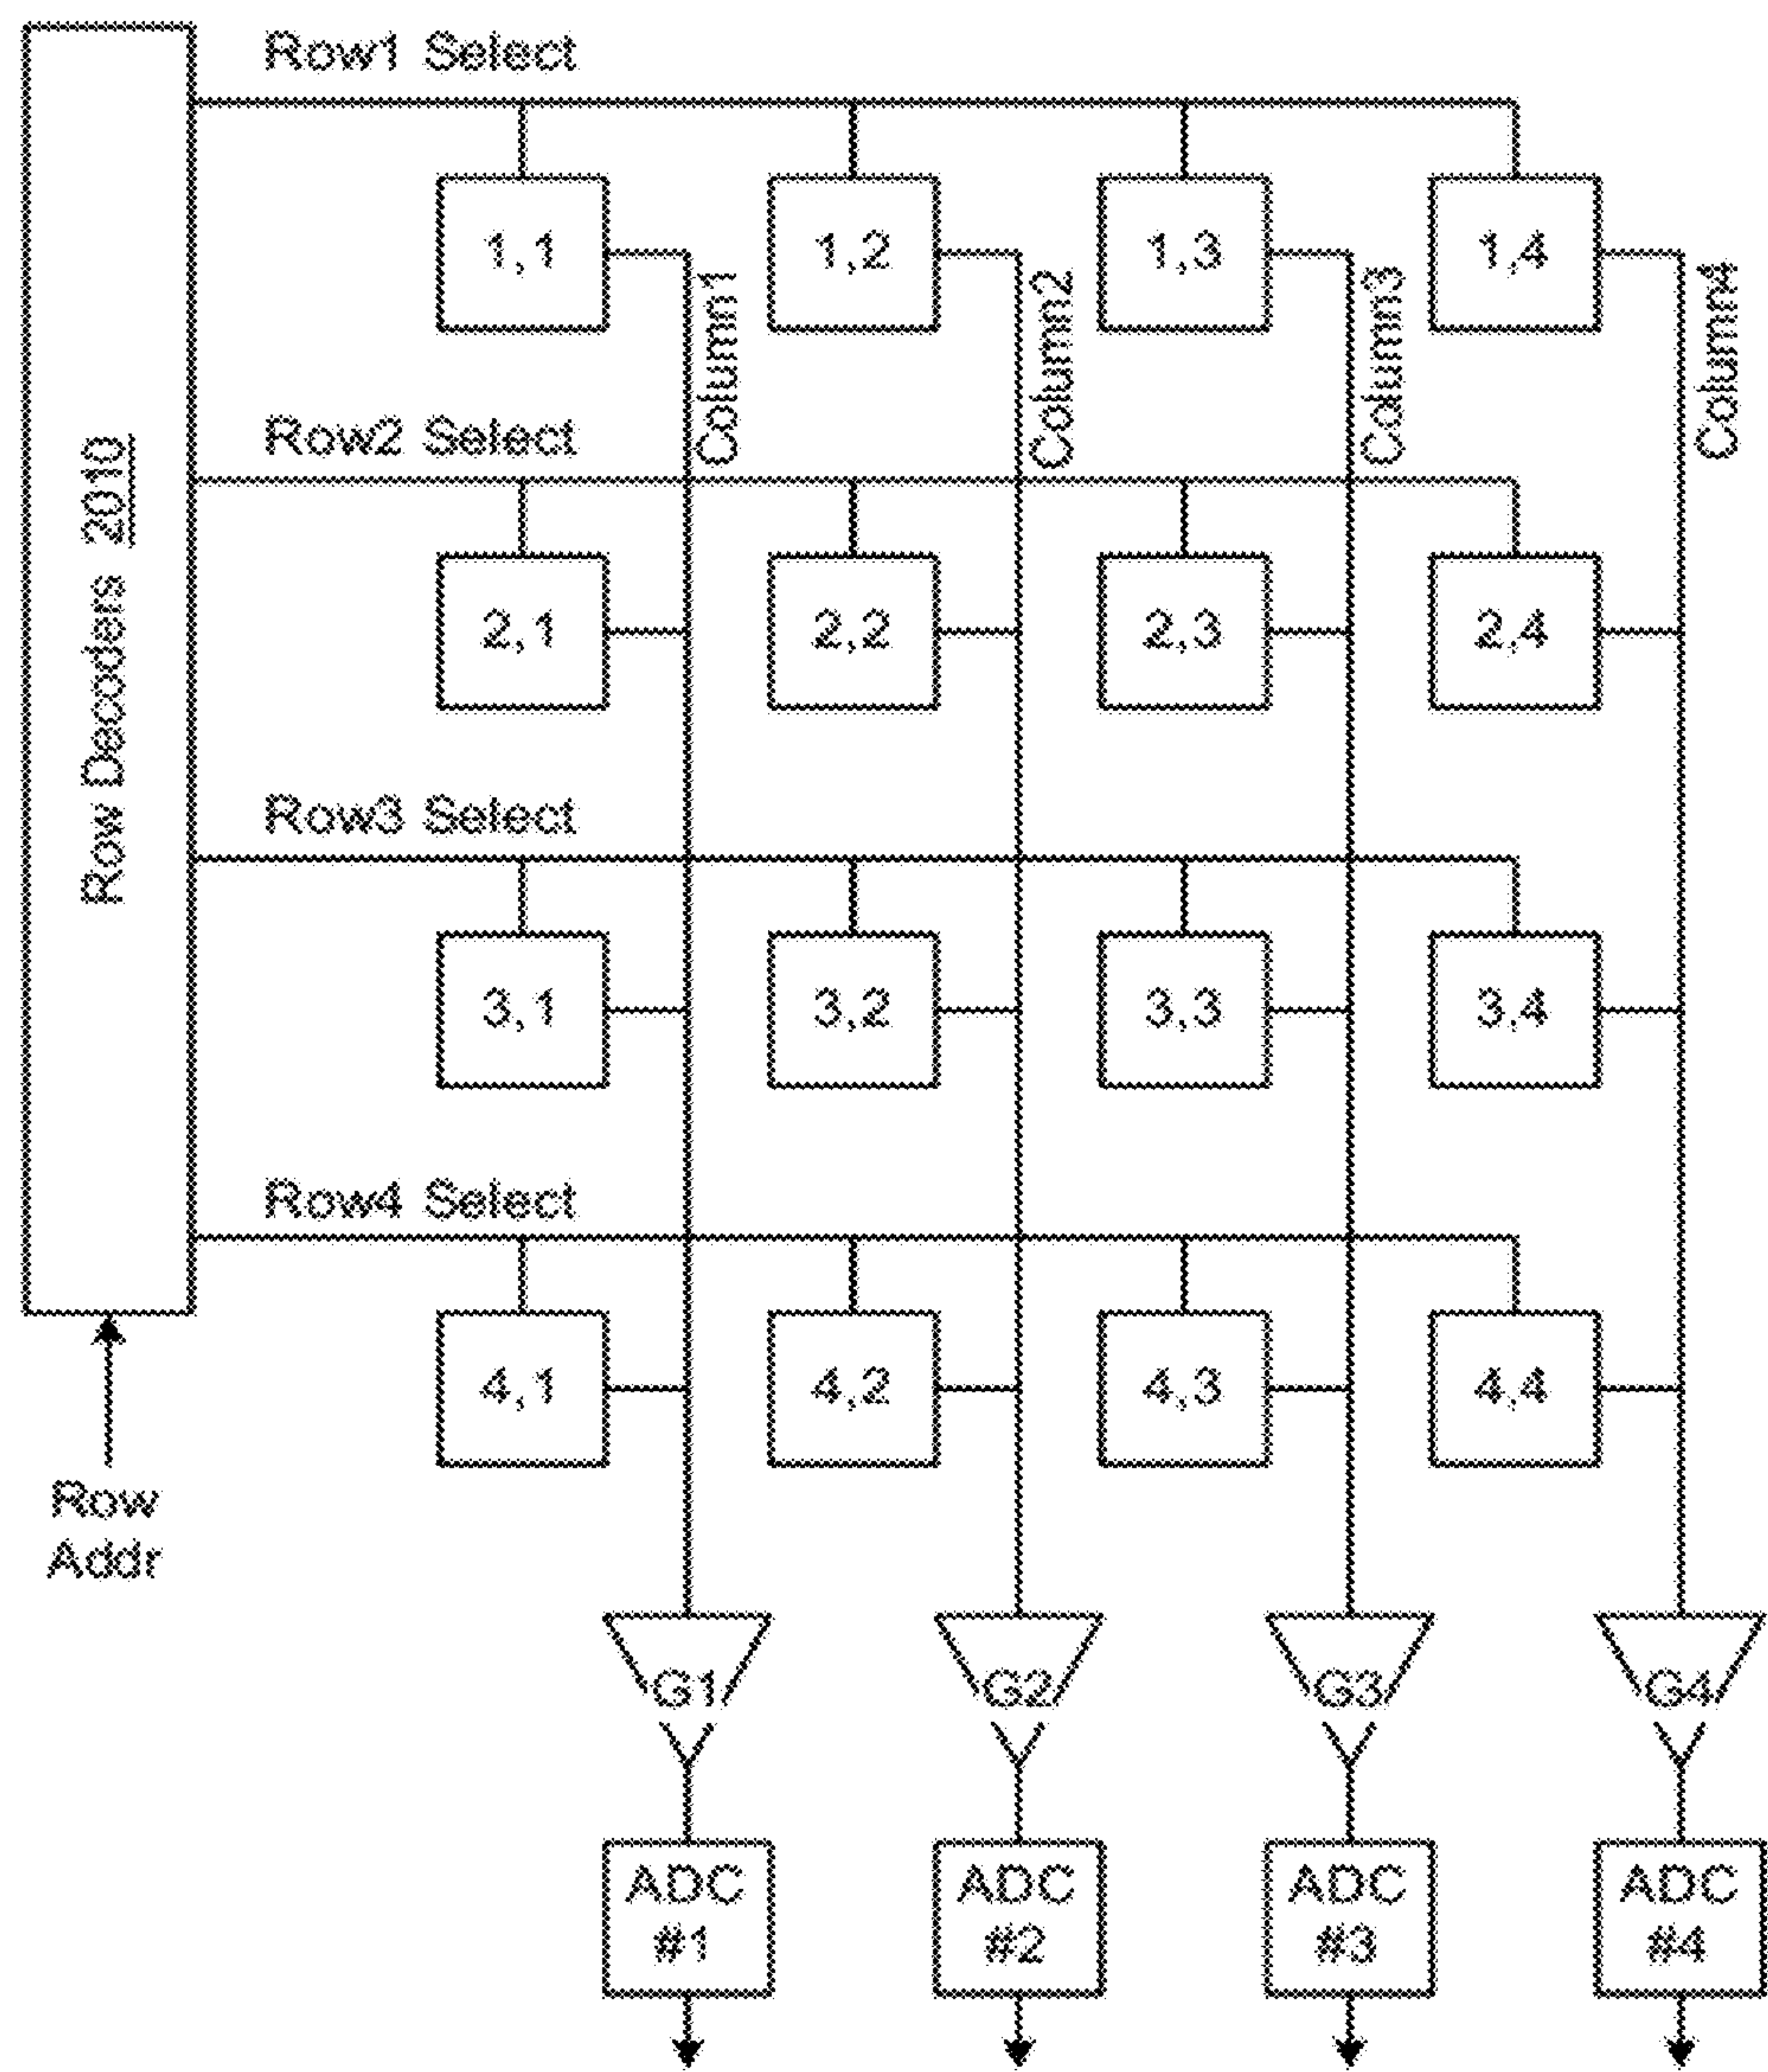 Row1 Select
1,1
1,2
1,3
1,4
Column1
Column2
Column3
Column4
Row Decoders 2010
Row2 Select
2,1
2,2
2,3
2,4
Row3 Select
3,1
3,2
3,3
3,4
Row4 Select
4,1
4,2
4,3
4,4
Row
Addr
G1
G2
G3
G4
ADC
#1
ADC
#2
ADC
#3
ADC
#4